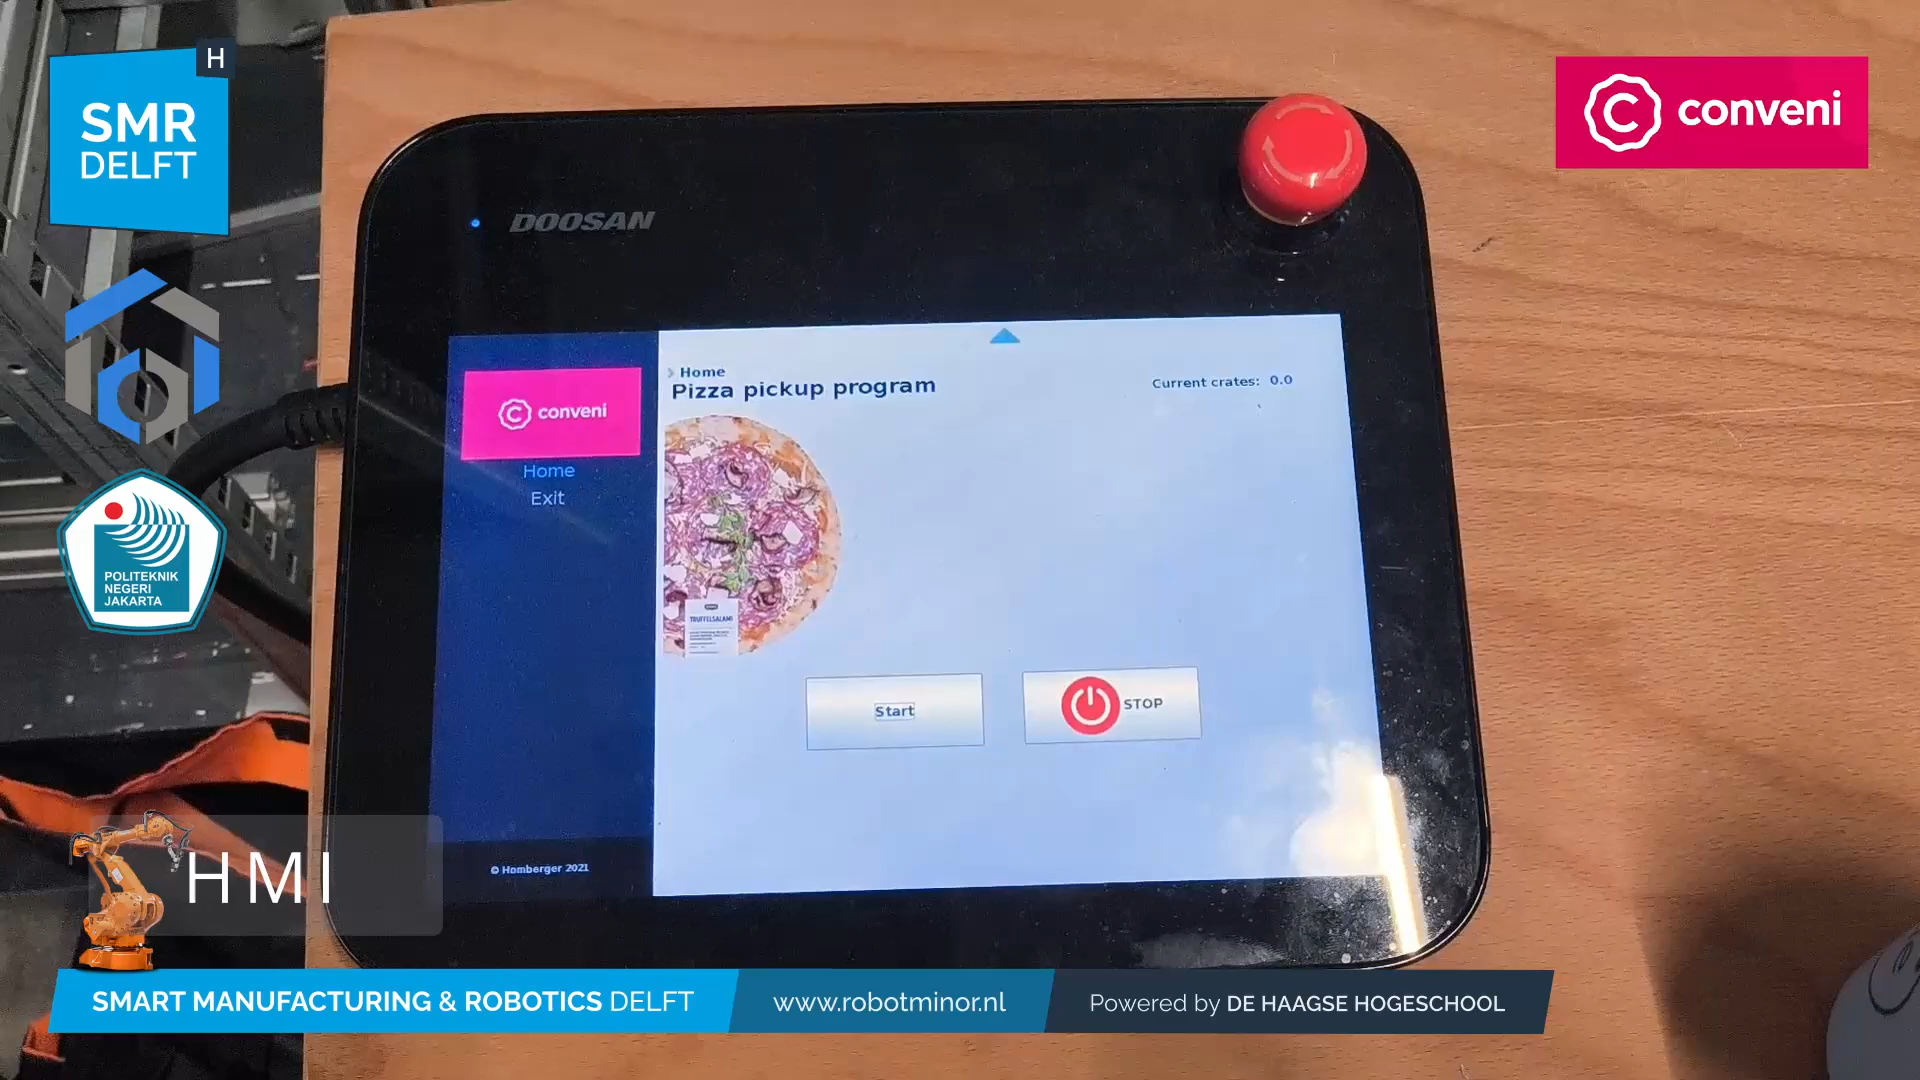 H
SMR
DELFT
conveni
DOOSAN
conveni
Home
Exit
Home
Pizza pickup program
Current crates: 0.0
TRUFFELSALAMI
Start
STOP
POLITEKNIK
NEGERI
JAKARTA
© Homberger 2021
HMI
SMART MANUFACTURING & ROBOTICS DELFT
www.robotminor.nl
Powered by DE HAAGSE HOGESCHOOL